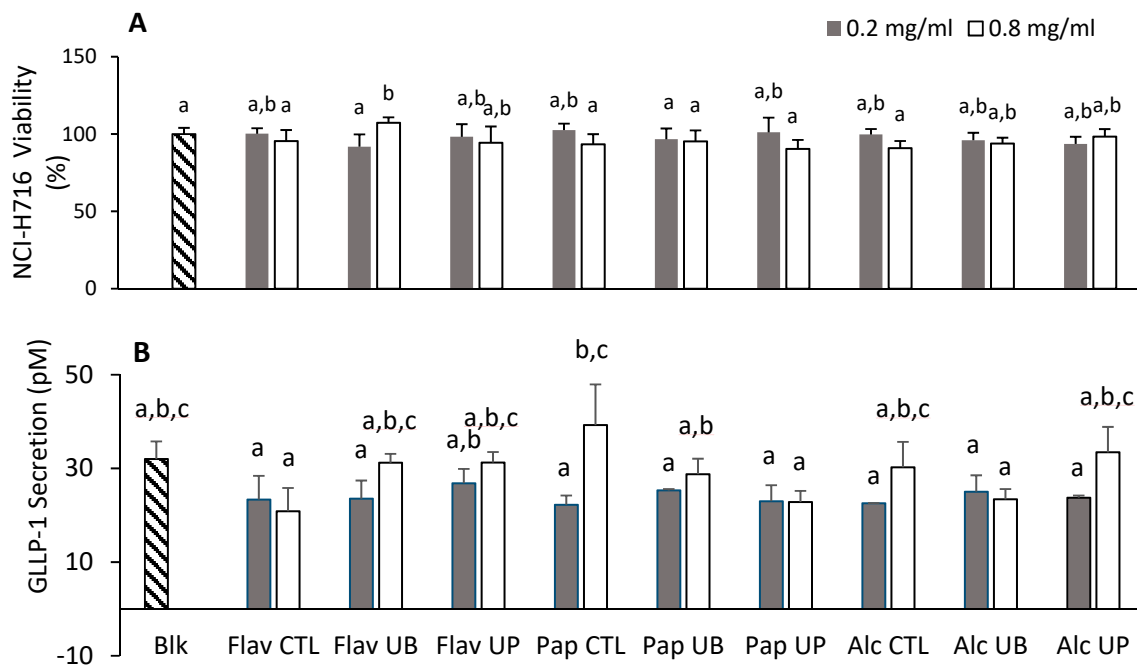 A
0.2 mg/ml 0.8 mg/ml
NCI-H716 Viability
(%)
150
100
50
0
a a,b a a b a,b a,b a,b a a a a,b a a,b a a,b a,b a,b a,b
B
GLLP-1 Secretion (pM)
50
30
10
-10
a,b,c a a a a,b,c a,b a,b,c a b,c a a,b a a a a,b,c a a a a,b,c
Blk Flav CTL Flav UB Flav UP Pap CTL Pap UB Pap UP Alc CTL Alc UB Alc UP